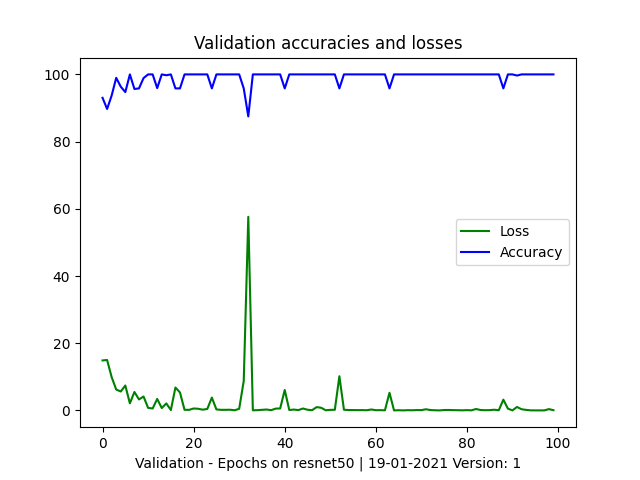 Validation accuracies and losses
100
80
60
40
20
0
Loss
Accuracy
0 20 40 60 80 100
Validation - Epochs on resnet50 | 19-01-2021 Version: 1